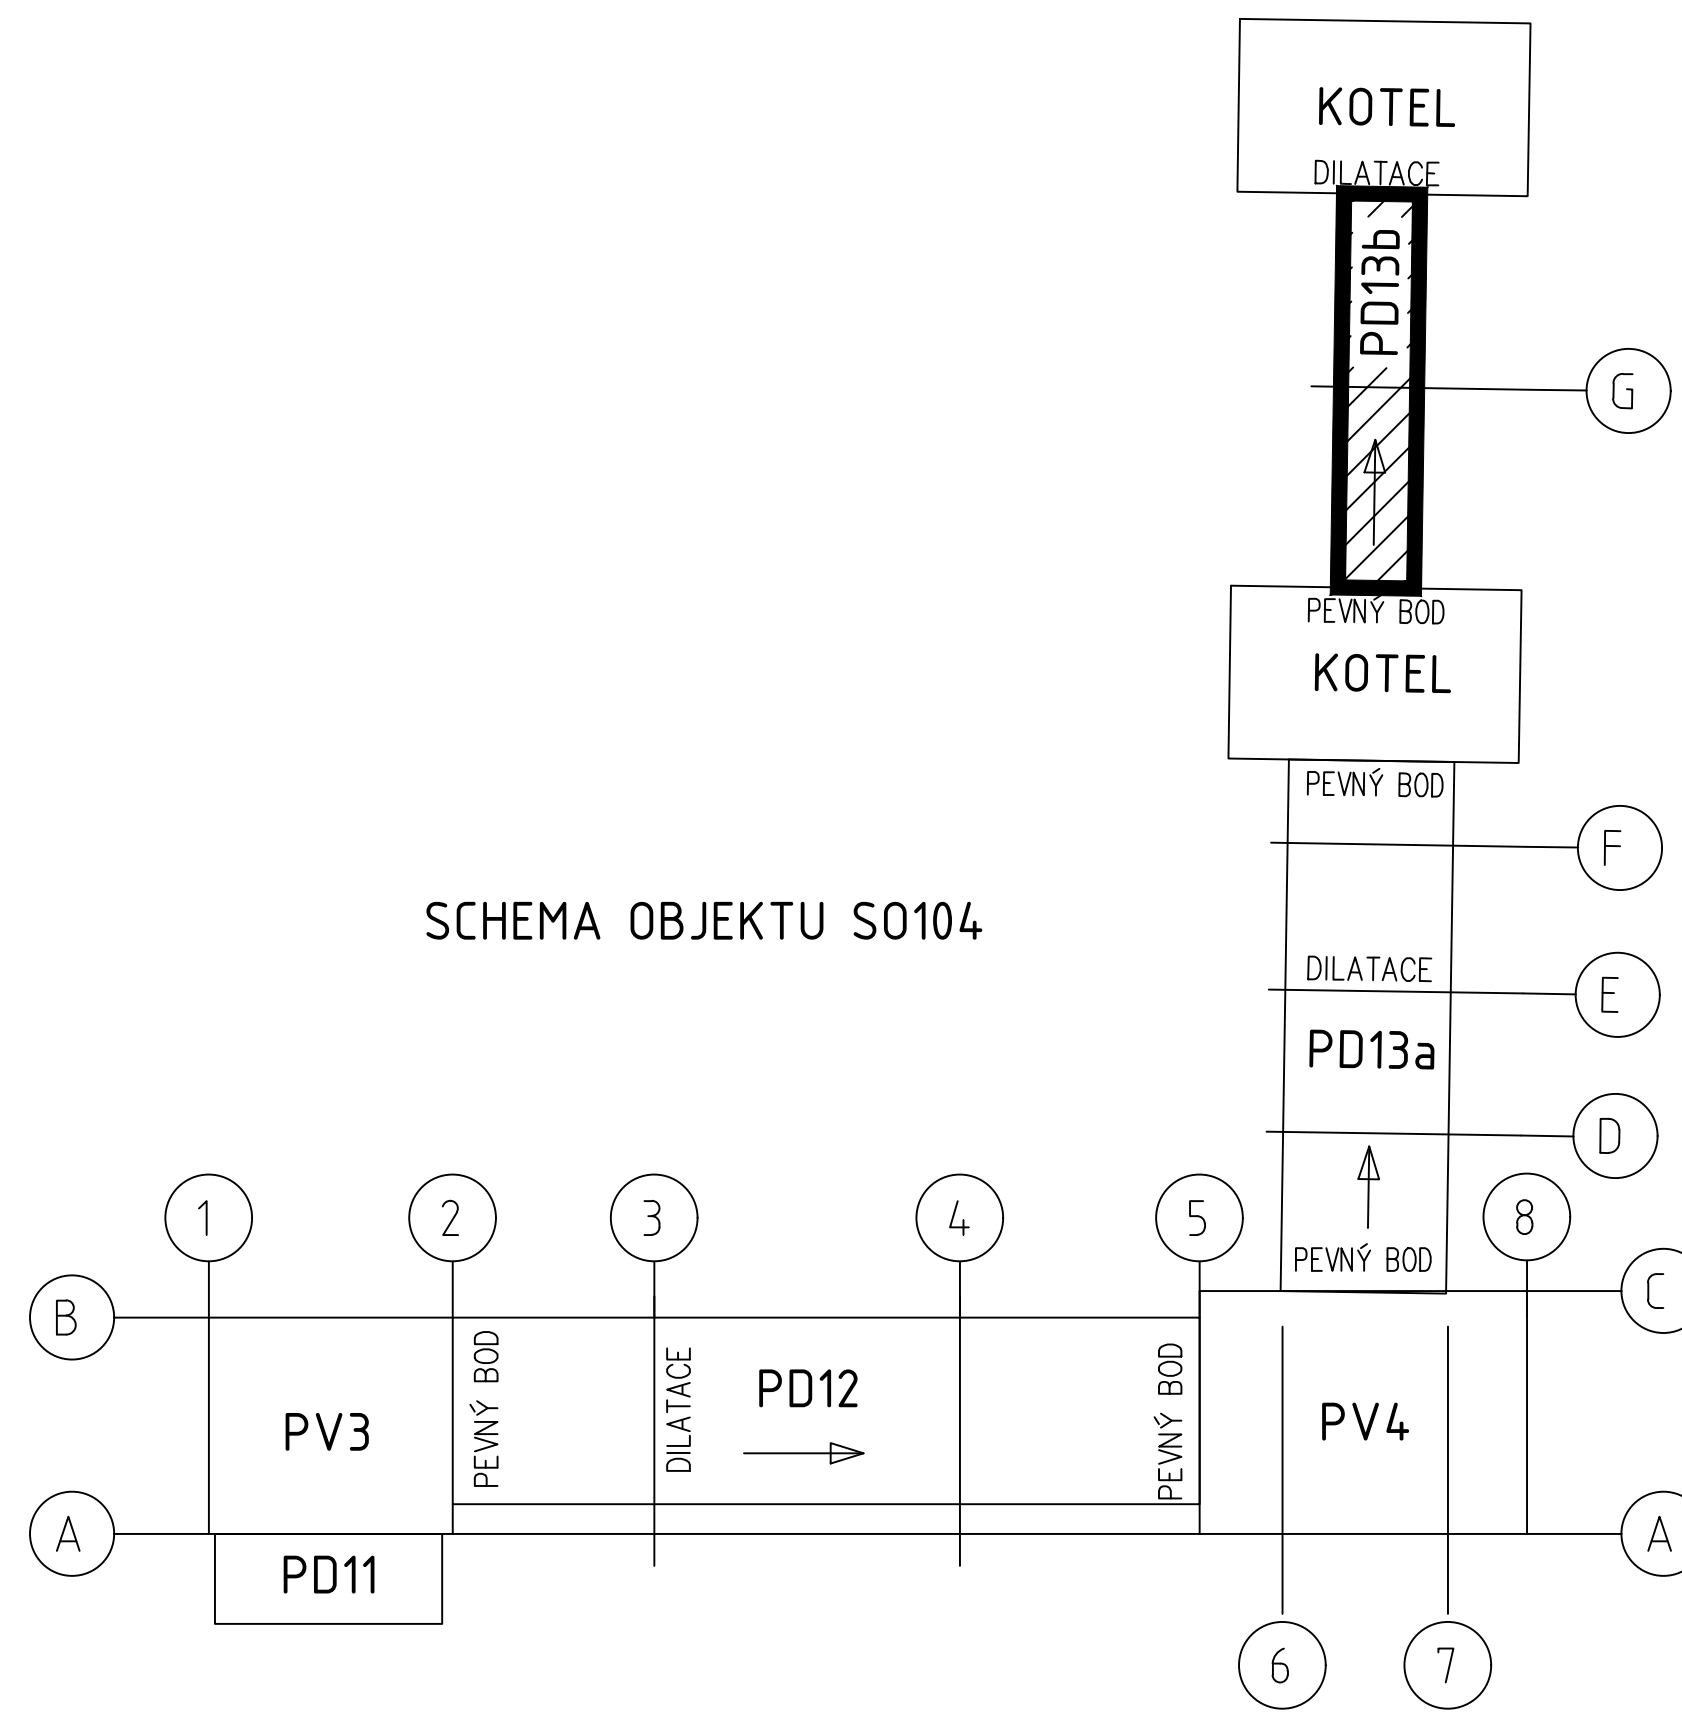 KOTEL
DILATACE
PD13b
G
PEVNÝ BOD
KOTEL
PEVNÝ BOD
F
SCHEMA OBJEKTU SO104
DILATACE
E
PD13a
D
1
2
3
4
5
8
PEVNÝ BOD
C
B
PEVNÝ BOD
DILATACE
PD12
PEVNÝ BOD
PV3
PV4
A
A
PD11
6
7